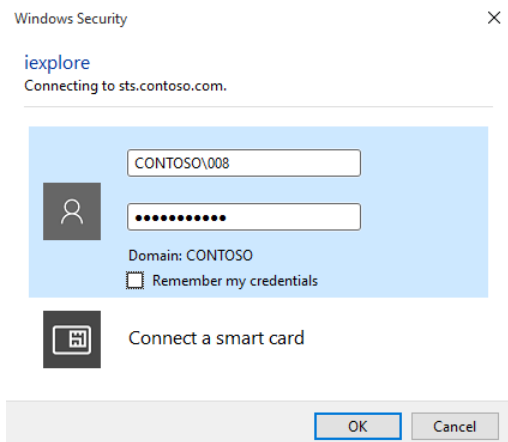 Windows Security
iexplore
Connecting to sts.contoso.com.
CONTOSO\008
●●●●●●●●●●●
Domain: CONTOSO
Remember my credentials
Connect a smart card
OK
Cancel